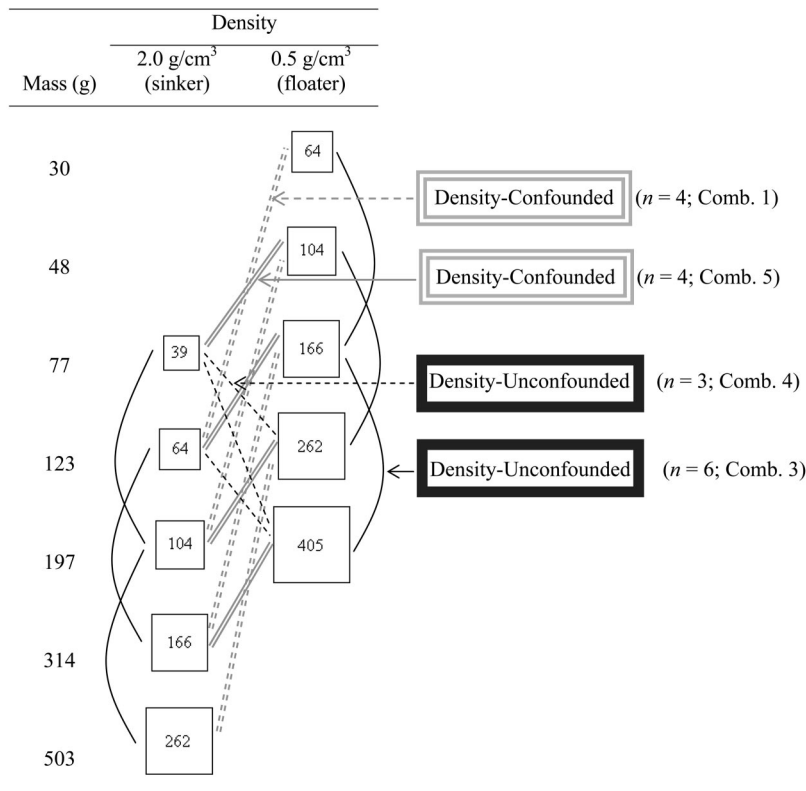 Density
2.0 g/cm³ 0.5 g/cm³
Mass (g) (sinker) (floater)
64
30
Density-Confounded (n = 4; Comb. 1)
104
48
Density-Confounded (n = 4; Comb. 5)
39 166
77
Density-Unconfounded (n = 3; Comb. 4)
64 262
123
Density-Unconfounded (n = 6; Comb. 3)
104 405
197
166
314
262
503